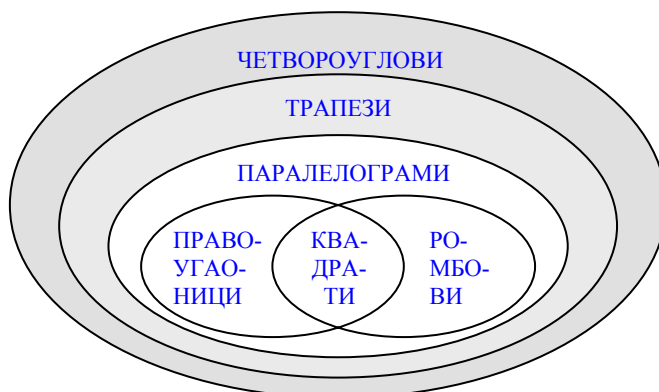 ЧЕТВОРОУГЛОВИ
ТРАПЕЗИ
ПАРАЛЕЛОГРАМИ
ПРАВО-
УГАО-
НИЦИ
КВА-
ДРА-
ТИ
РО-
МБО-
ВИ